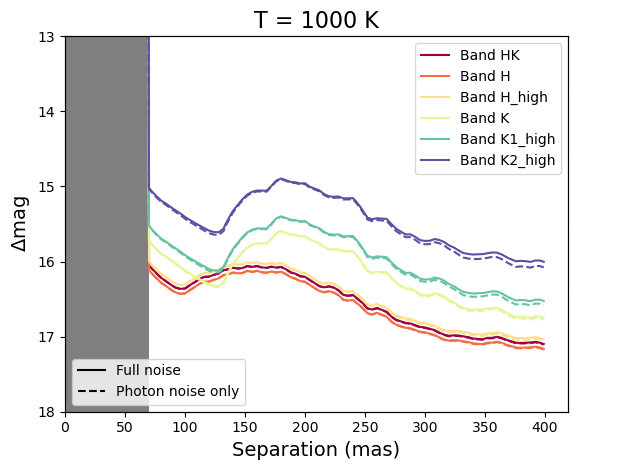 T = 1000 K
13
14
15
16
17
18
Δmag
Band HK
Band H
Band H_high
Band K
Band K1_high
Band K2_high
Full noise
Photon noise only
0 50 100 150 200 250 300 350 400
Separation (mas)